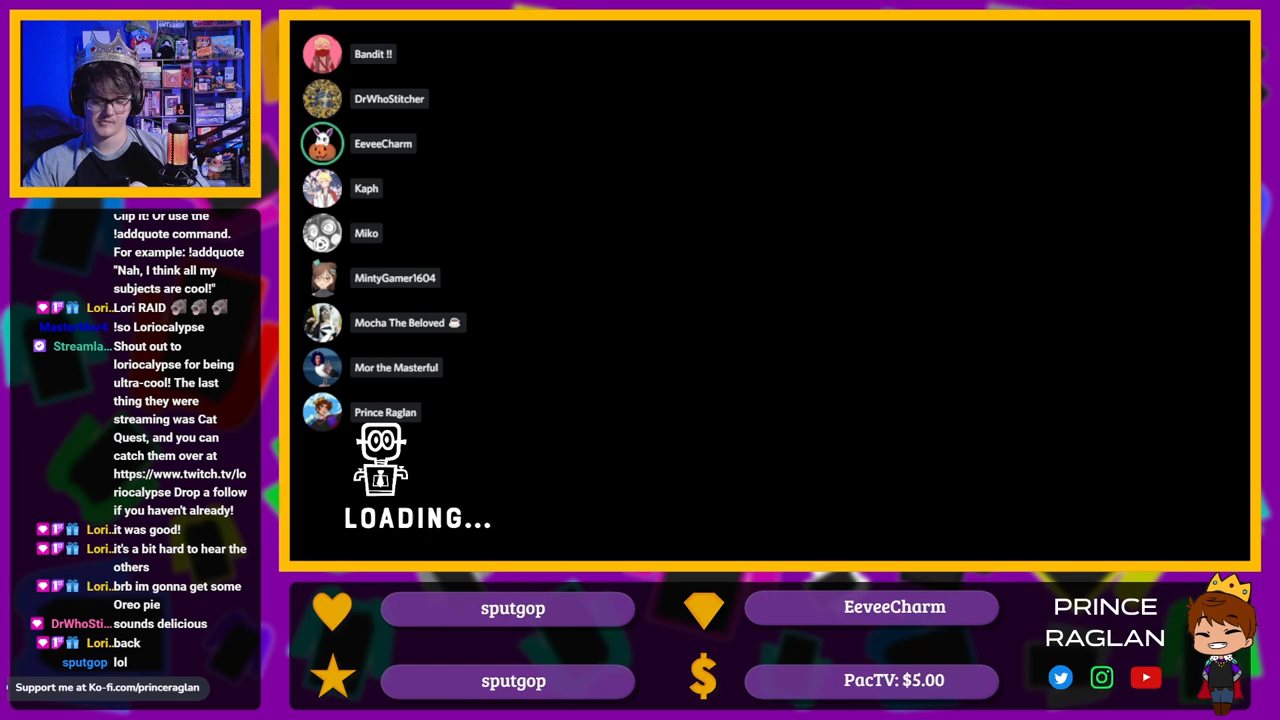 Bandit !!
DrWhoStitcher
EeveeCharm
Kaph
Miko
MintyGamer1604
Mocha The Beloved ☕
Mor the Masterful
Prince Raglan
LOADING...
Clip it! Or use the
!addquote command.
For example: !addquote
"Nah, I think all my
subjects are cool!"
Lori.. Lori RAID
!so Loriocalypse
Streamla... Shout out to
loriocalypse for being
ultra-cool! The last
thing they were
streaming was Cat
Quest, and you can
catch them over at
https://www.twitch.tv/lo
riocalypse Drop a follow
if you haven't already!
Lori.. it was good!
Lori.. it's a bit hard to hear the
others
Lori.. brb im gonna get some
Oreo pie
DrWhoSti... sounds delicious
Lori.. back
sputgop lol
Support me at Ko-fi.com/princeraglan
sputgop
EeveeCharm
sputgop
PacTV: $5.00
PRINCE
RAGLAN